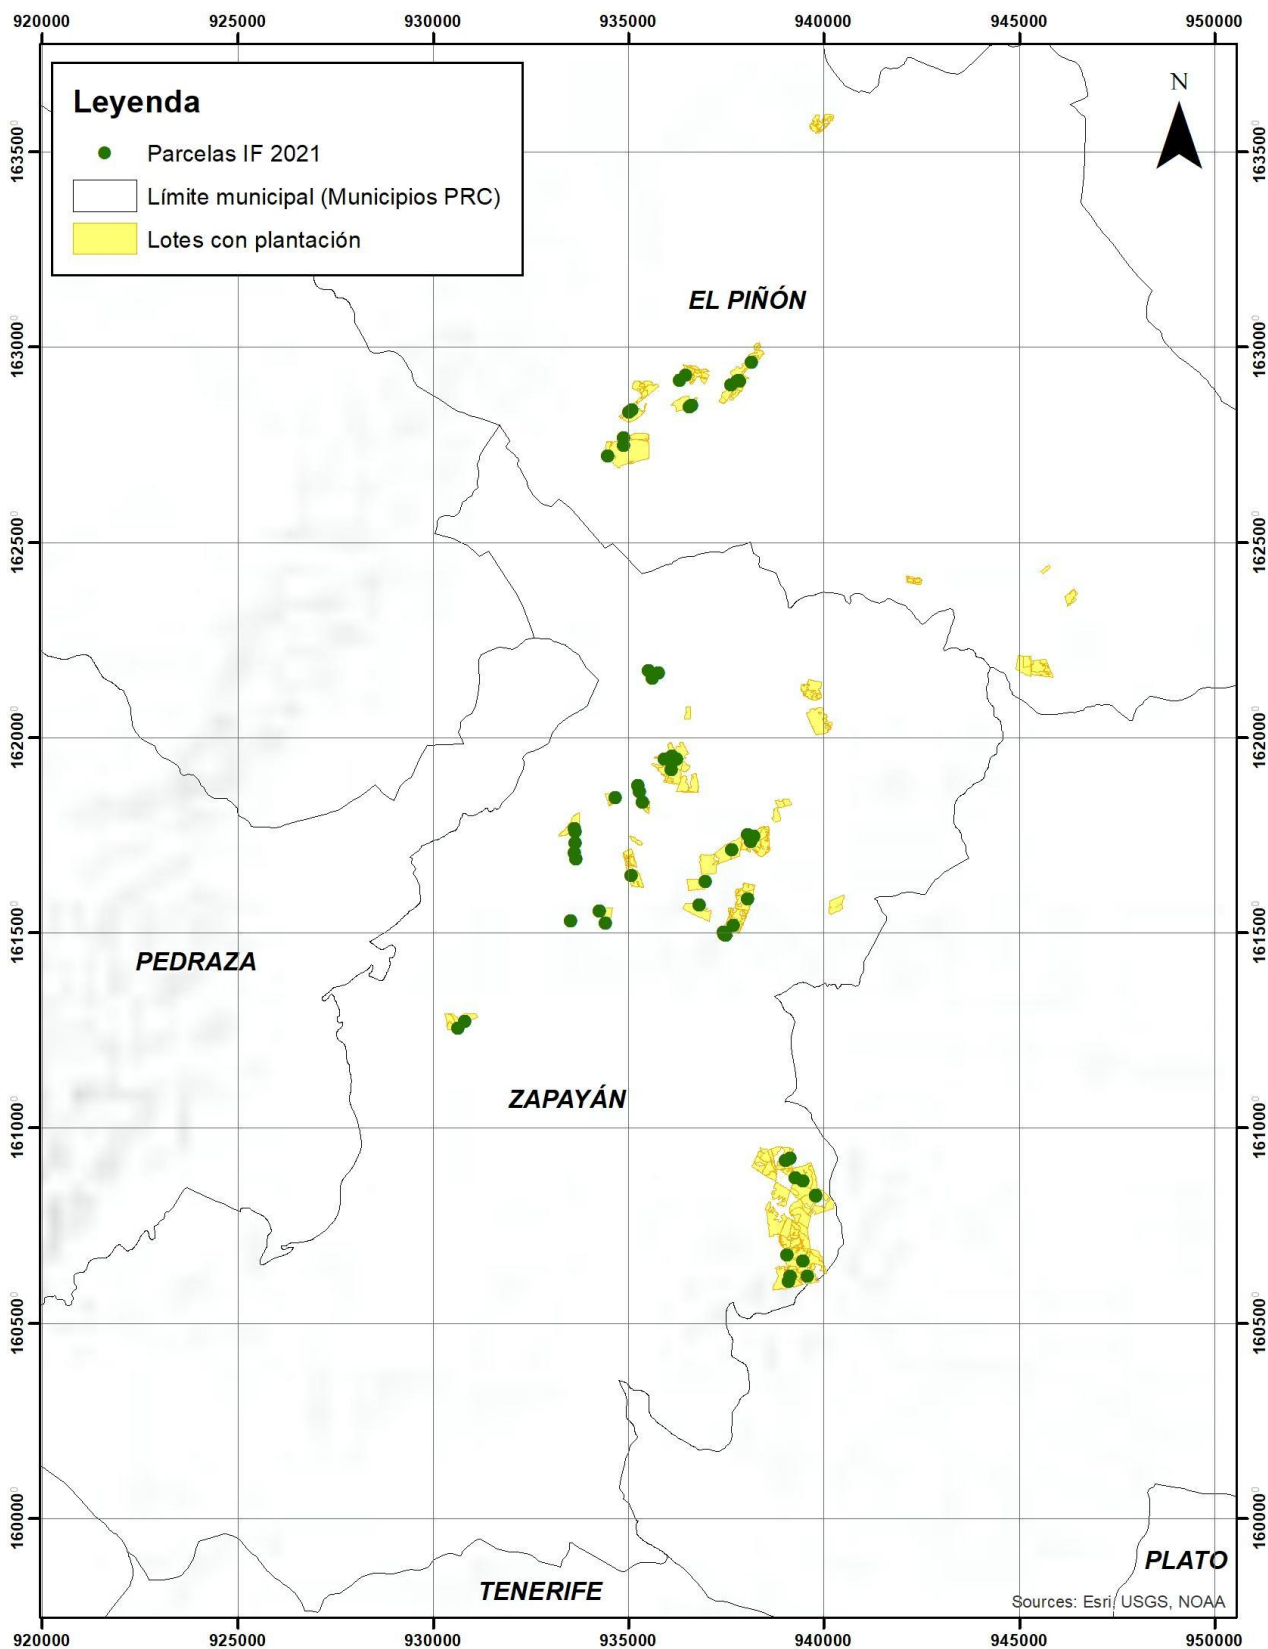 920000 925000 930000 935000 940000 945000 950000
Leyenda
N
Parcelas IF 2021
Límite municipal (Municipios PRC)
Lotes con plantación
1635000 1635000
EL PIÑÓN
1630000 1630000
1625000 1625000
1620000 1620000
1615000 1615000
PEDRAZA
ZAPAYÁN
1610000 1610000
1605000 1605000
1600000 1600000
PLATO
TENERIFE
Sources: Esri, USGS, NOAA
920000 925000 930000 935000 940000 945000 950000